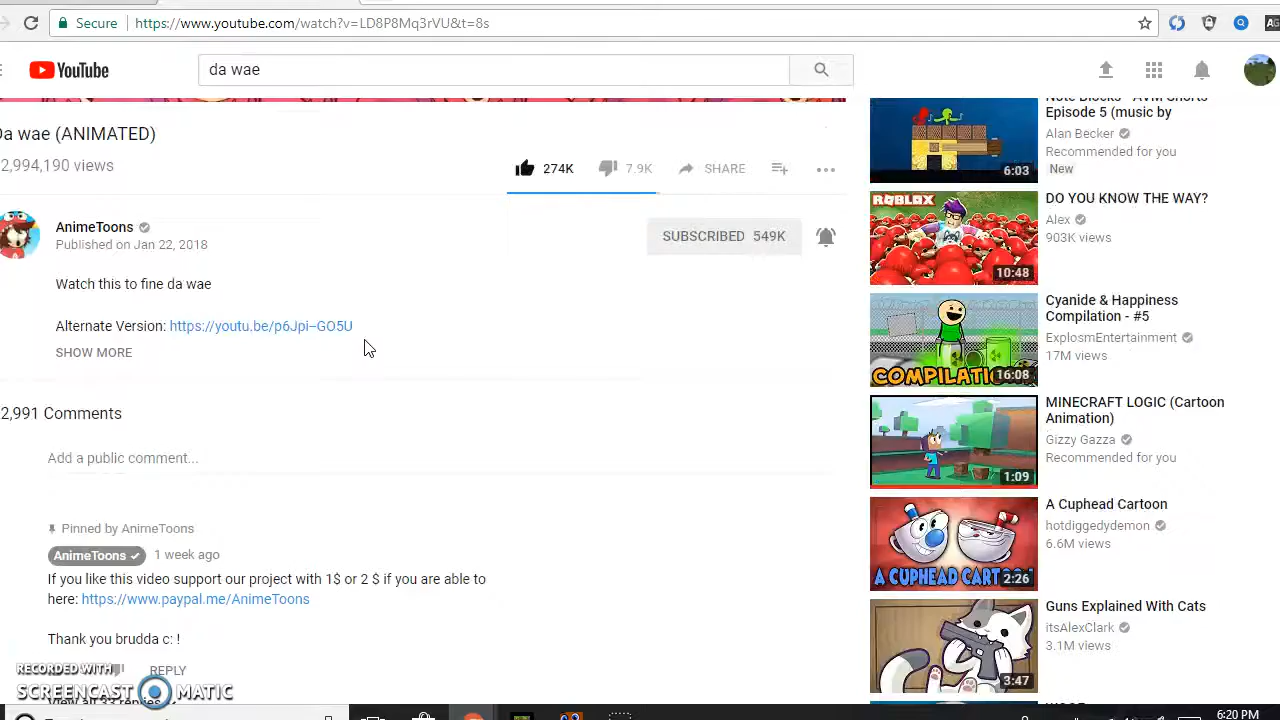 Secure
https://www.youtube.com/watch?v=LD8P8Mq3rVU&t=8s
YouTube
da wae
Da wae (ANIMATED)
2,994,190 views
274K
7.9K
SHARE
AnimeToons
Published on Jan 22, 2018
SUBSCRIBED 549K
Watch this to fine da wae
Alternate Version: https://youtu.be/p6Jpi--GO5U
SHOW MORE
2,991 Comments
Add a public comment...
Pinned by AnimeToons
AnimeToons
1 week ago
If you like this video support our project with 1$ or 2 $ if you are able to
here: https://www.paypal.me/AnimeToons
Thank you brudda c: !
REPLY
RECORDED WITH
SCREENCAST MATIC
Note Blocks - AVM Shorts
Episode 5 (music by
Alan Becker
Recommended for you
New
6:03
ROBLOX
10:48
DO YOU KNOW THE WAY?
Alex
903K views
COMPILATI
16:08
Cyanide & Happiness
Compilation - #5
ExplosmEntertainment
17M views
1:09
MINECRAFT LOGIC (Cartoon
Animation)
Gizzy Gazza
Recommended for you
A CUPHEAD CARTOON
2:26
A Cuphead Cartoon
hotdiggedydemon
6.6M views
3:47
Guns Explained With Cats
itsAlexClark
3.1M views
6:20 PM